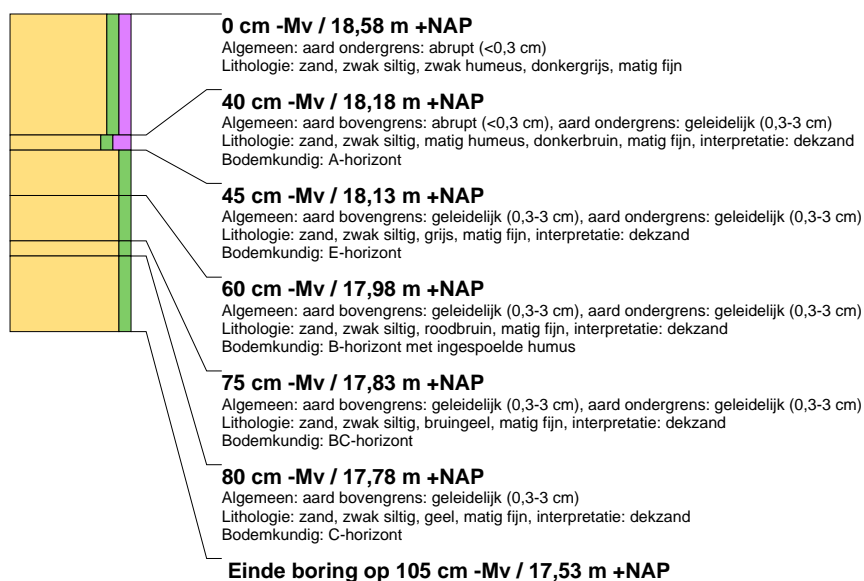 0 cm -Mv / 18,58 m +NAP
Algemeen: aard ondergrens: abrupt (<0,3 cm)
Lithologie: zand, zwak siltig, zwak humeus, donkergrijs, matig fijn
40 cm -Mv / 18,18 m +NAP
Algemeen: aard bovengrens: abrupt (<0,3 cm), aard ondergrens: geleidelijk (0,3-3 cm)
Lithologie: zand, zwak siltig, matig humeus, donkerbruin, matig fijn, interpretatie: dekzand
Bodemkundig: A-horizont
45 cm -Mv / 18,13 m +NAP
Algemeen: aard bovengrens: geleidelijk (0,3-3 cm), aard ondergrens: geleidelijk (0,3-3 cm)
Lithologie: zand, zwak siltig, grijs, matig fijn, interpretatie: dekzand
Bodemkundig: E-horizont
60 cm -Mv / 17,98 m +NAP
Algemeen: aard bovengrens: geleidelijk (0,3-3 cm), aard ondergrens: geleidelijk (0,3-3 cm)
Lithologie: zand, zwak siltig, roodbruin, matig fijn, interpretatie: dekzand
Bodemkundig: B-horizont met ingespoelde humus
75 cm -Mv / 17,83 m +NAP
Algemeen: aard bovengrens: geleidelijk (0,3-3 cm), aard ondergrens: geleidelijk (0,3-3 cm)
Lithologie: zand, zwak siltig, bruingeel, matig fijn, interpretatie: dekzand
Bodemkundig: BC-horizont
80 cm -Mv / 17,78 m +NAP
Algemeen: aard bovengrens: geleidelijk (0,3-3 cm)
Lithologie: zand, zwak siltig, geel, matig fijn, interpretatie: dekzand
Bodemkundig: C-horizont
Einde boring op 105 cm -Mv / 17,53 m +NAP